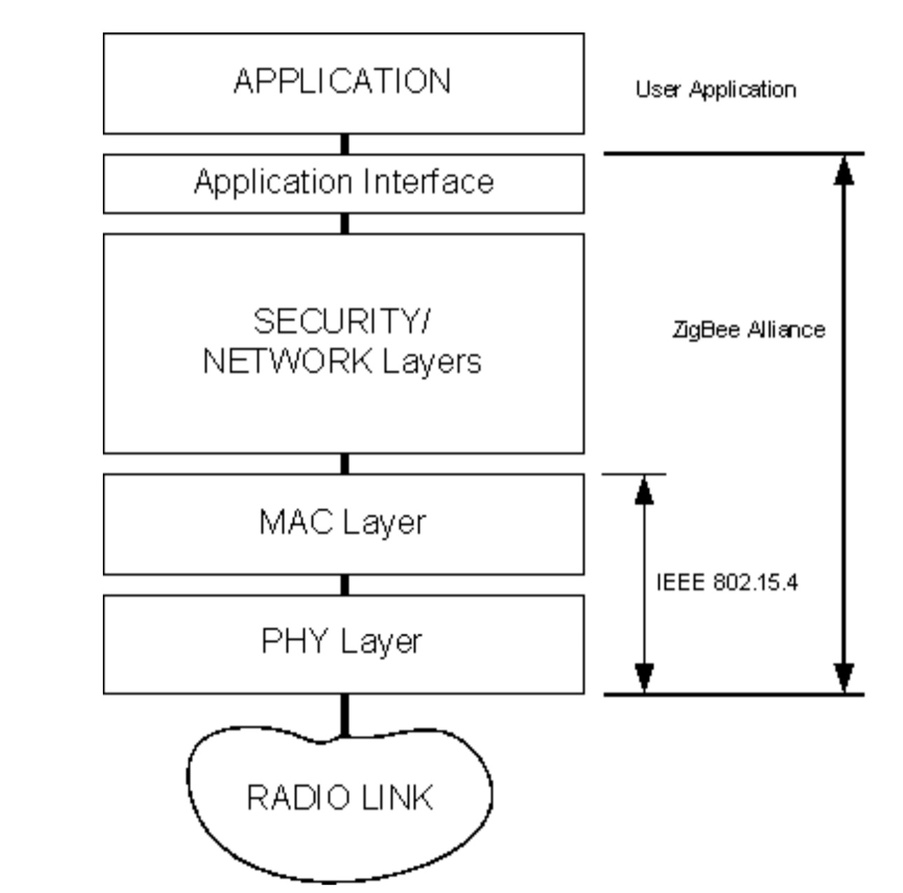 APPLICATION
User Application
Application Interface
SECURITY/
NETWORK Layers
ZigBee Alliance
MAC Layer
IEEE 802.15.4
PHY Layer
RADIO LINK